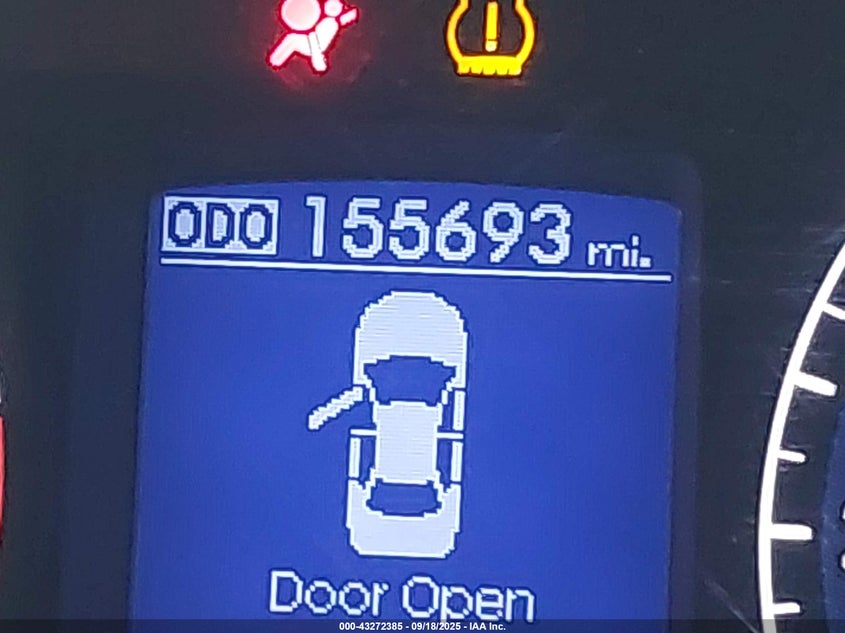 ODO 155693 mi.
Door Open
000-43272385 - 09/18/2025 - IAA Inc.